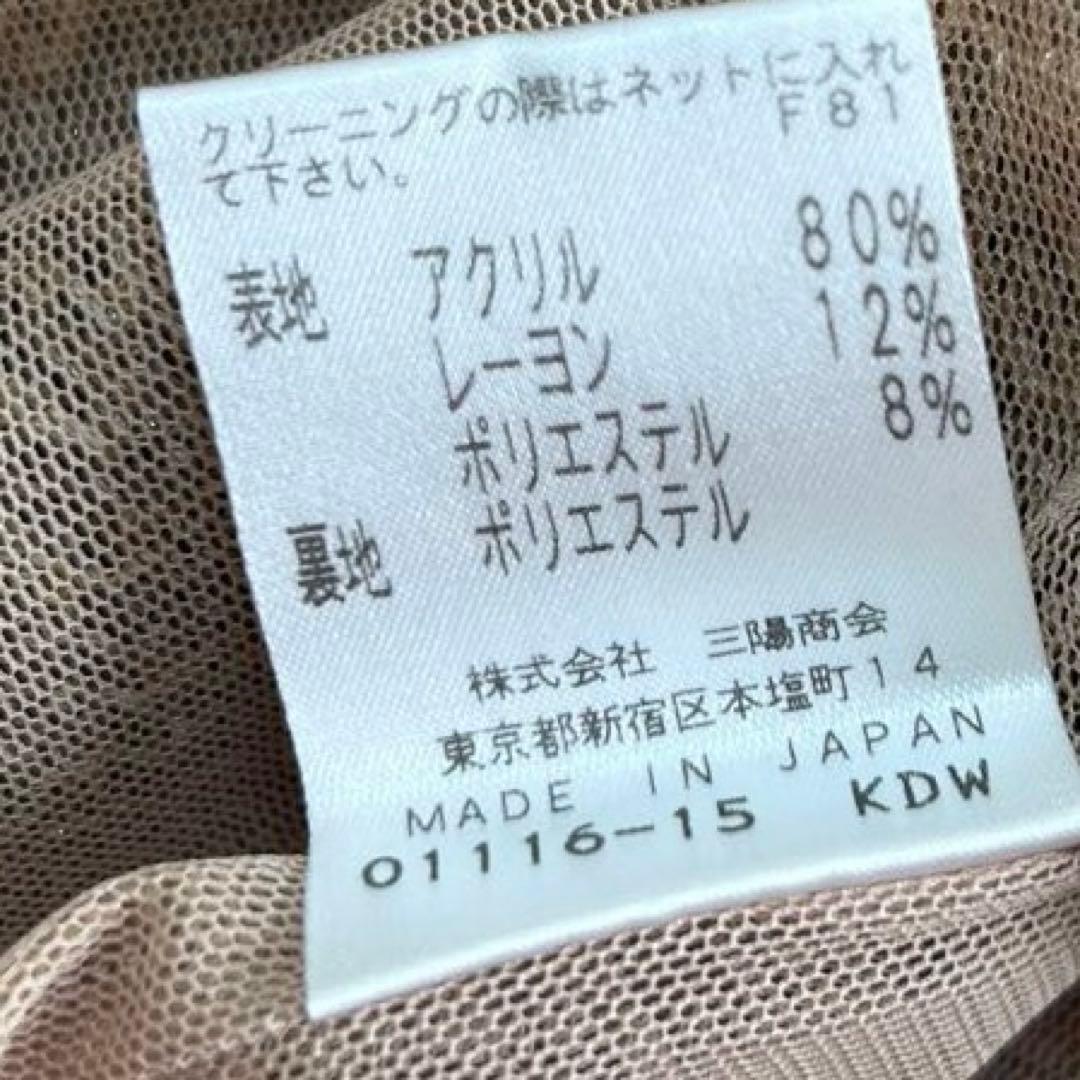 クリーニングの際はネットに入れ
て下さい。 F81
表地 アクリル 80%
レーヨン 12%
ポリエステル 8%
裏地 ポリエステル
株式会社 三陽商会
東京都新宿区本塩町14
MADE IN JAPAN
01116-15 KDW